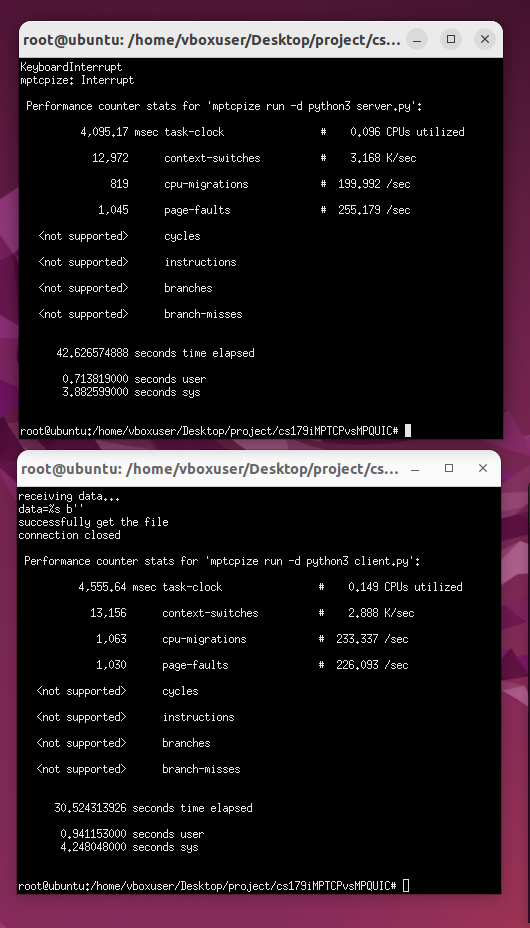 root@ubuntu: /home/vboxuser/Desktop/project/cs...
KeyboardInterrupt
mptcpize: Interrupt
Performance counter stats for 'mptcpize run -d python3 server.py':
4,095.17 msec task-clock # 0.096 CPUs utilized
12,972 context-switches # 3.168 K/sec
819 cpu-migrations # 199.992 /sec
1,045 page-faults # 255.179 /sec
<not supported> cycles
<not supported> instructions
<not supported> branches
<not supported> branch-misses
42.626574888 seconds time elapsed
0.713819000 seconds user
3.882599000 seconds sys
root@ubuntu:/home/vboxuser/Desktop/project/cs179iMPTCPvsMPQUIC#
root@ubuntu: /home/vboxuser/Desktop/project/cs...
receiving data...
data=%s b''
successfully get the file
connection closed
Performance counter stats for 'mptcpize run -d python3 client.py':
4,555.64 msec task-clock # 0.149 CPUs utilized
13,156 context-switches # 2.888 K/sec
1,063 cpu-migrations # 233.337 /sec
1,030 page-faults # 226.093 /sec
<not supported> cycles
<not supported> instructions
<not supported> branches
<not supported> branch-misses
30.524313926 seconds time elapsed
0.941153000 seconds user
4.248048000 seconds sys
root@ubuntu:/home/vboxuser/Desktop/project/cs179iMPTCPvsMPQUIC#